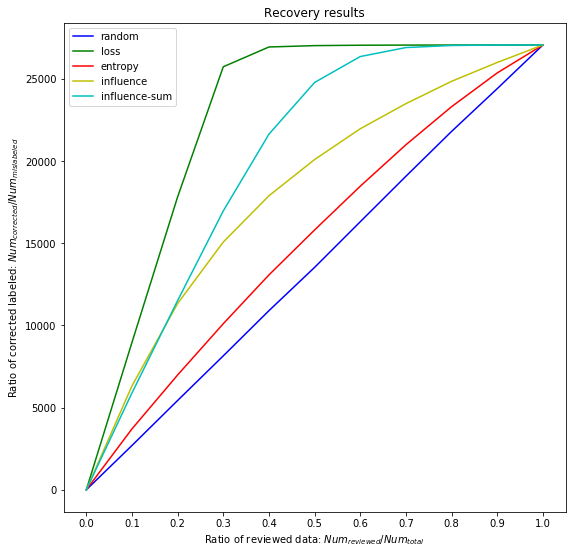 Recovery results
random
loss
entropy
influence
influence-sum
Ratio of corrected labeled: Num_corrected/Num_mislabeled
25000
20000
15000
10000
5000
0
0.0 0.1 0.2 0.3 0.4 0.5 0.6 0.7 0.8 0.9 1.0
Ratio of reviewed data: Num_reviewed/Num_total